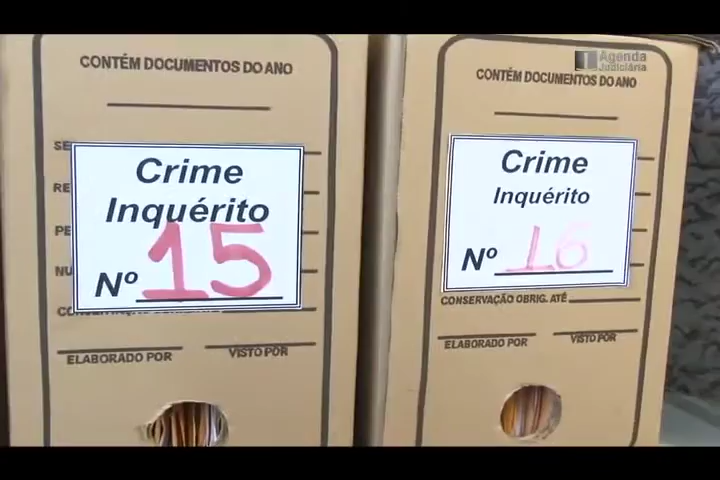 Agenda
Judiciária
CONTÉM DOCUMENTOS DO ANO
Crime
Inquérito
Nº 15
ELABORADO POR
VISTO POR
CONTÉM DOCUMENTOS DO ANO
Crime
Inquérito
Nº 16
CONSERVAÇÃO OBRIG. ATÉ
ELABORADO POR
VISTO POR